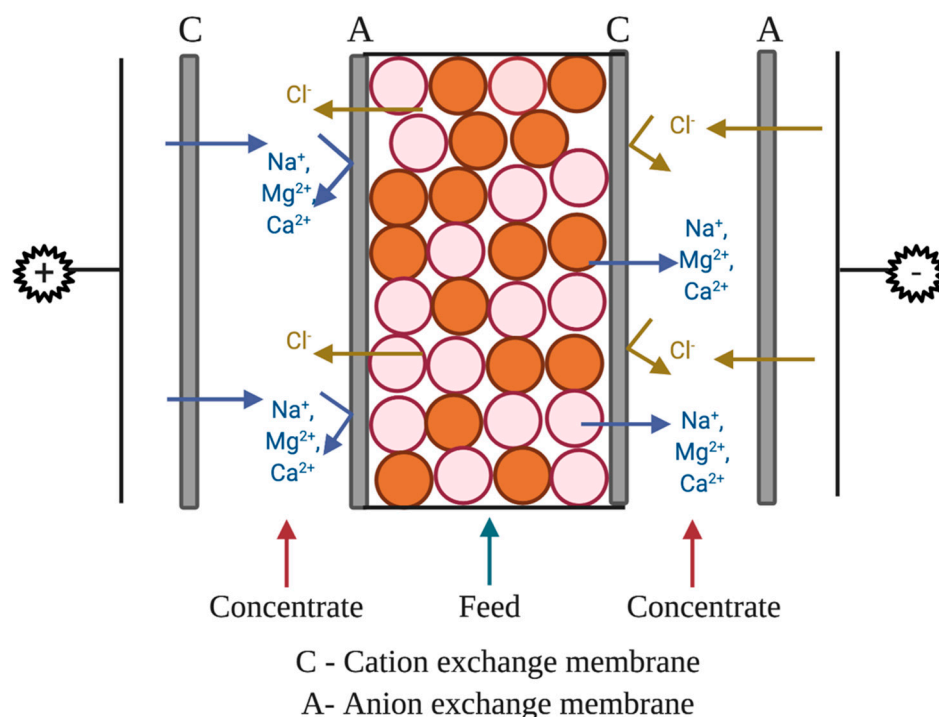 C
A
C
A
Cl⁻
Cl⁻
Na⁺,
Mg²⁺,
Ca²⁺
Na⁺,
Mg²⁺,
Ca²⁺
+
-
Cl⁻
Cl⁻
Na⁺,
Mg²⁺,
Ca²⁺
Na⁺,
Mg²⁺,
Ca²⁺
Concentrate
Feed
Concentrate
C - Cation exchange membrane
A- Anion exchange membrane